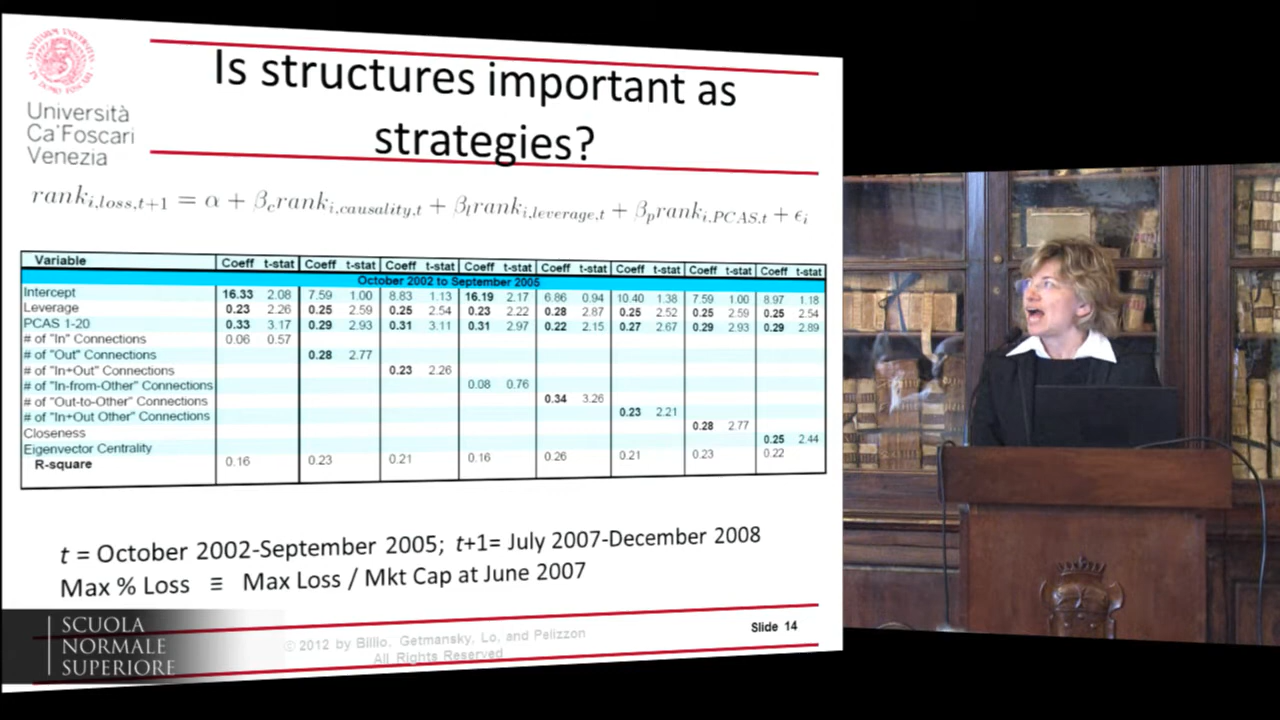 Università
Ca'Foscari
Venezia
Is structures important as
strategies?
rank_{i,loss,t+1} = α + β_c rank_{i,causality,t} + β_l rank_{i,leverage,t} + β_p rank_{i,PCAS,t} + ϵ_i
Variable Coeff t-stat Coeff t-stat Coeff t-stat Coeff t-stat Coeff t-stat Coeff t-stat Coeff t-stat Coeff t-stat
October 2002 to September 2005
Intercept 16.33 2.08 7.59 1.00 8.83 1.13 16.19 2.17 6.86 0.94 10.40 1.38 7.59 1.00 8.97 1.18
Leverage 0.23 2.26 0.25 2.59 0.25 2.54 0.23 2.22 0.28 2.87 0.25 2.52 0.25 2.59 0.25 2.54
PCAS 1-20 0.33 3.17 0.29 2.93 0.31 3.11 0.31 2.97 0.22 2.15 0.27 2.67 0.29 2.93 0.29 2.89
# of "In" Connections 0.06 0.57
# of "Out" Connections 0.28 2.77
# of "In+Out" Connections 0.23 2.26
# of "In-from-Other" Connections 0.08 0.76
# of "Out-to-Other" Connections 0.34 3.26
# of "In+Out Other" Connections 0.23 2.21
Closeness 0.28 2.77
Eigenvector Centrality 0.25 2.44
R-square 0.16 0.23 0.21 0.16 0.26 0.21 0.23 0.22
t = October 2002-September 2005; t+1= July 2007-December 2008
Max % Loss ≡ Max Loss / Mkt Cap at June 2007
© 2012 by Billio, Getmansky, Lo, and Pelizzon
All Rights Reserved
Slide 14
SCUOLA
NORMALE
SUPERIORE